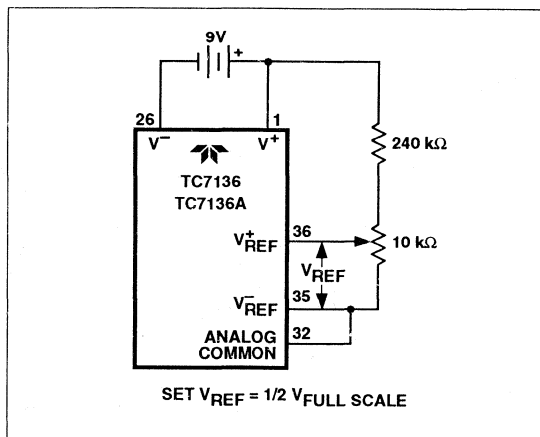 9V
+
26
1
V−
V+
240 kΩ
TC7136
TC7136A
V+REF
36
10 kΩ
VREF
V−REF
35
ANALOG
COMMON
32
SET VREF = 1/2 VFULL SCALE